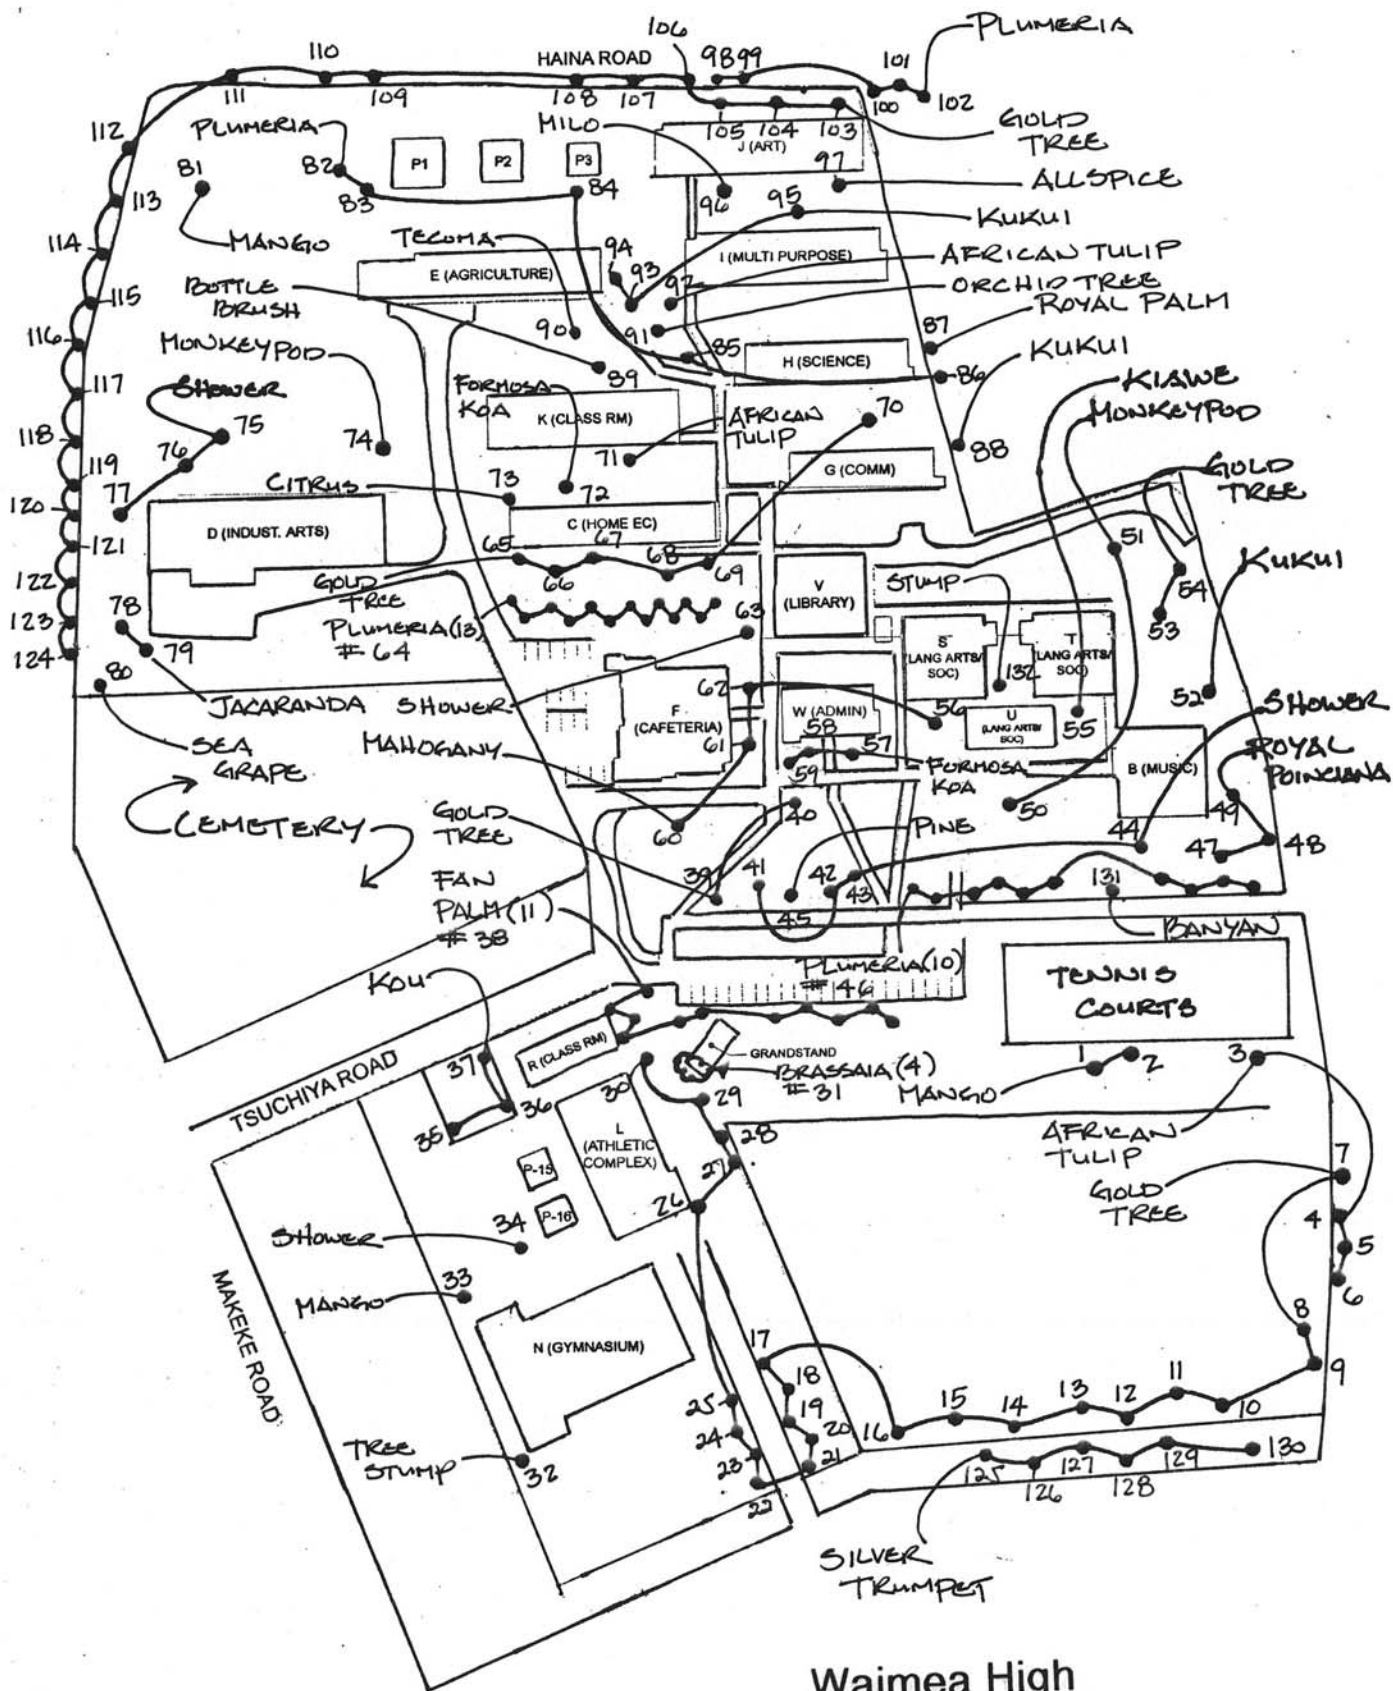 106
PLUMERIA
110
HAINA ROAD
98 99
101
111
109
108
107
100
102
112
PLUMERIA
MILO
105
104
103
GOLD
TREE
J (ART)
81
82
P1
P2
P3
97
83
84
96
95
ALLSPICE
113
KUKUI
114
MANGO
TECOMA
94
93
92
I (MULTI PURPOSE)
AFRICAN TULIP
E (AGRICULTURE)
ORCHID TREE
115
BOTTLE
BRUSH
ROYAL PALM
116
90
91
87
MONKEYPOD
85
H (SCIENCE)
KUKUI
89
86
117
SHOWER
FORMOSA
KOA
KIAWE
MONKEYPOD
K (CLASS RM)
AFRICAN
TULIP
70
118
75
74
88
76
71
G (COMM)
119
73
GOLD
TREE
77
CITRUS
72
120
D (INDUST. ARTS)
C (HOME EC)
51
121
65
67
68
69
66
V
(LIBRARY)
STUMP
KUKUI
122
GOLD
TREE
54
123
78
PLUMERIA (13)
# 64
63
53
S
(LANG ARTS/
SOC)
T
(LANG ARTS/
SOC)
124
79
80
132
62
52
JACARANDA
SHOWER
F
(CAFETERIA)
W (ADMIN)
56
U
(LANG ARTS/
SOC)
55
SHOWER
SEA
GRAPE
MAHOGANY
61
58
57
59
FORMOSA
KOA
B (MUSIC)
ROYAL
POINCIANA
CEMETERY
GOLD
TREE
40
50
49
60
PINE
44
47
48
FAN
PALM (11)
# 38
39
41
42
43
45
131
BANYAN
KOU
PLUMERIA (10)
# 46
TENNIS
COURTS
R (CLASS RM)
GRANDSTAND
BRASSAIA (4)
# 31
1
2
3
TSUCHIYA ROAD
37
30
MANGO
36
29
35
L
(ATHLETIC
COMPLEX)
28
AFRICAN
TULIP
P-15
27
7
GOLD
TREE
P-16
26
4
34
SHOWER
5
33
6
MANGO
MAKEKE ROAD
8
N (GYMNASIUM)
17
9
18
11
25
19
15
14
13
12
10
24
20
16
TREE
STUMP
23
21
32
125
127
129
130
22
126
128
SILVER
TRUMPET
Waimea High